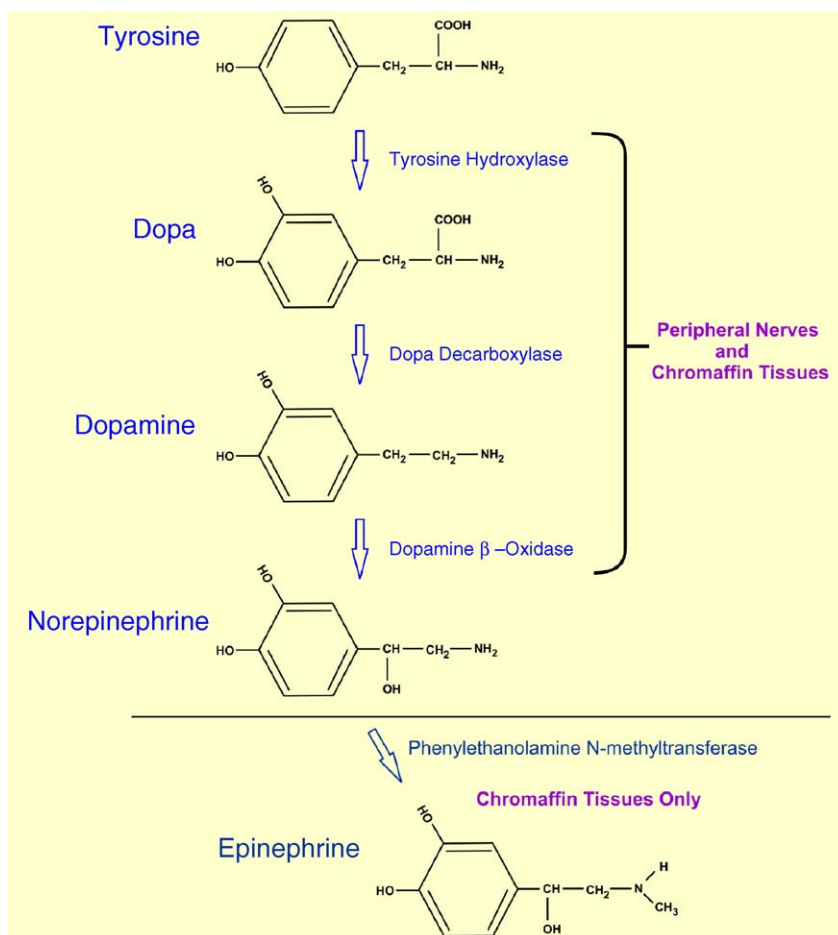 Tyrosine
COOH
HO
CH2
CH
NH2
Tyrosine Hydroxylase
HO
Dopa
COOH
HO
CH2
CH
NH2
Peripheral Nerves
and
Chromaffin Tissues
Dopa Decarboxylase
HO
Dopamine
HO
CH2
CH2
NH2
Dopamine β –Oxidase
HO
Norepinephrine
HO
CH
CH2
NH2
OH
Phenylethanolamine N-methyltransferase
Chromaffin Tissues Only
HO
Epinephrine
H
HO
CH
CH2
N
CH3
OH